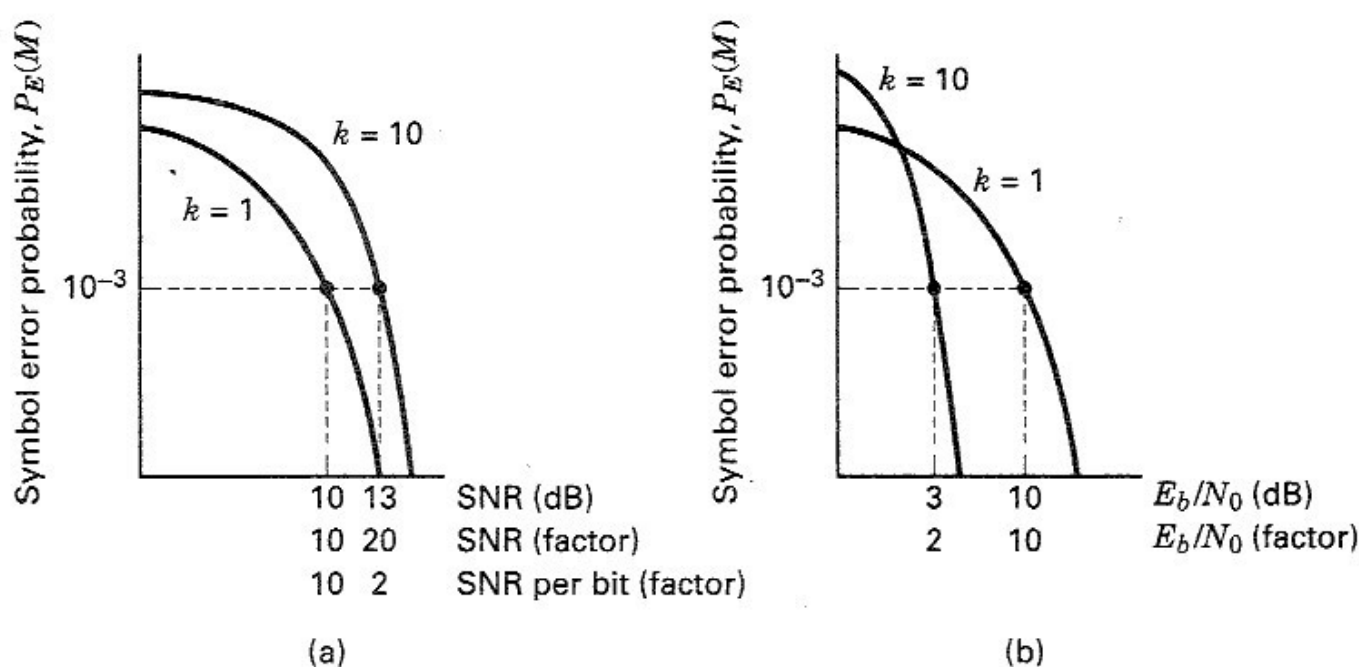 Symbol error probability, P_E(M)
k = 10
k = 1
10⁻³
10 13 SNR (dB)
10 20 SNR (factor)
10 2 SNR per bit (factor)
(a)
Symbol error probability, P_E(M)
k = 10
k = 1
10⁻³
3 10 E_b/N_0 (dB)
2 10 E_b/N_0 (factor)
(b)